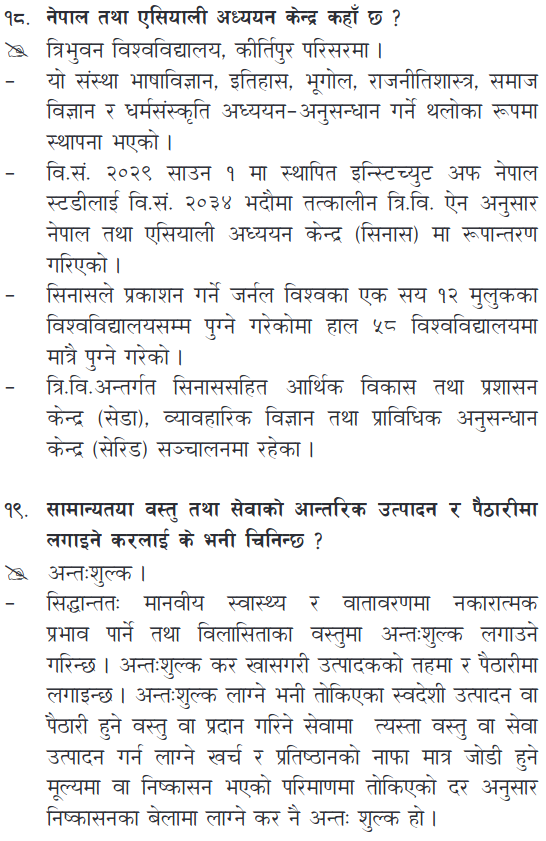 १८. नेपाल तथा एसियाली अध्ययन केन्द्र कहाँ छ ?
त्रिभुवन विश्वविद्यालय, कीर्तिपुर परिसरमा ।
– यो संस्था भाषाविज्ञान, इतिहास, भूगोल, राजनीतिशास्त्र, समाज
विज्ञान र धर्मसंस्कृति अध्ययन–अनुसन्धान गर्ने थलोका रूपमा
स्थापना भएको ।
– वि.सं. २०२९ साउन १ मा स्थापित इन्स्टिच्युट अफ नेपाल
स्टडीलाई वि.सं. २०३४ भदौमा तत्कालीन त्रि.वि. ऐन अनुसार
नेपाल तथा एसियाली अध्ययन केन्द्र (सिनास) मा रूपान्तरण
गरिएको ।
– सिनासले प्रकाशन गर्ने जर्नल विश्वका एक सय १२ मुलुकका
विश्वविद्यालयसम्म पुग्ने गरेकोमा हाल ५८ विश्वविद्यालयमा
मात्रै पुग्ने गरेको ।
– त्रि.वि.अन्तर्गत सिनाससहित आर्थिक विकास तथा प्रशासन
केन्द्र (सेडा), व्यावहारिक विज्ञान तथा प्राविधिक अनुसन्धान
केन्द्र (सेरिड) सञ्चालनमा रहेका ।
१९. सामान्यतया वस्तु तथा सेवाको आन्तरिक उत्पादन र पैठारीमा
लगाइने करलाई के भनी चिनिन्छ ?
अन्तःशुल्क ।
– सिद्धान्ततः मानवीय स्वास्थ्य र वातावरणमा नकारात्मक
प्रभाव पार्ने तथा विलासिताका वस्तुमा अन्तःशुल्क लगाउने
गरिन्छ । अन्तःशुल्क कर खासगरी उत्पादकको तहमा र पैठारीमा
लगाइन्छ । अन्तःशुल्क लाग्ने भनी तोकिएका स्वदेशी उत्पादन वा
पैठारी हुने वस्तु वा प्रदान गरिने सेवामा त्यस्ता वस्तु वा सेवा
उत्पादन गर्न लाग्ने खर्च र प्रतिष्ठानको नाफा मात्र जोडी हुने
मूल्यमा वा निष्कासन भएको परिमाणमा तोकिएको दर अनुसार
निष्कासनका बेलामा लाग्ने कर नै अन्तः शुल्क हो ।